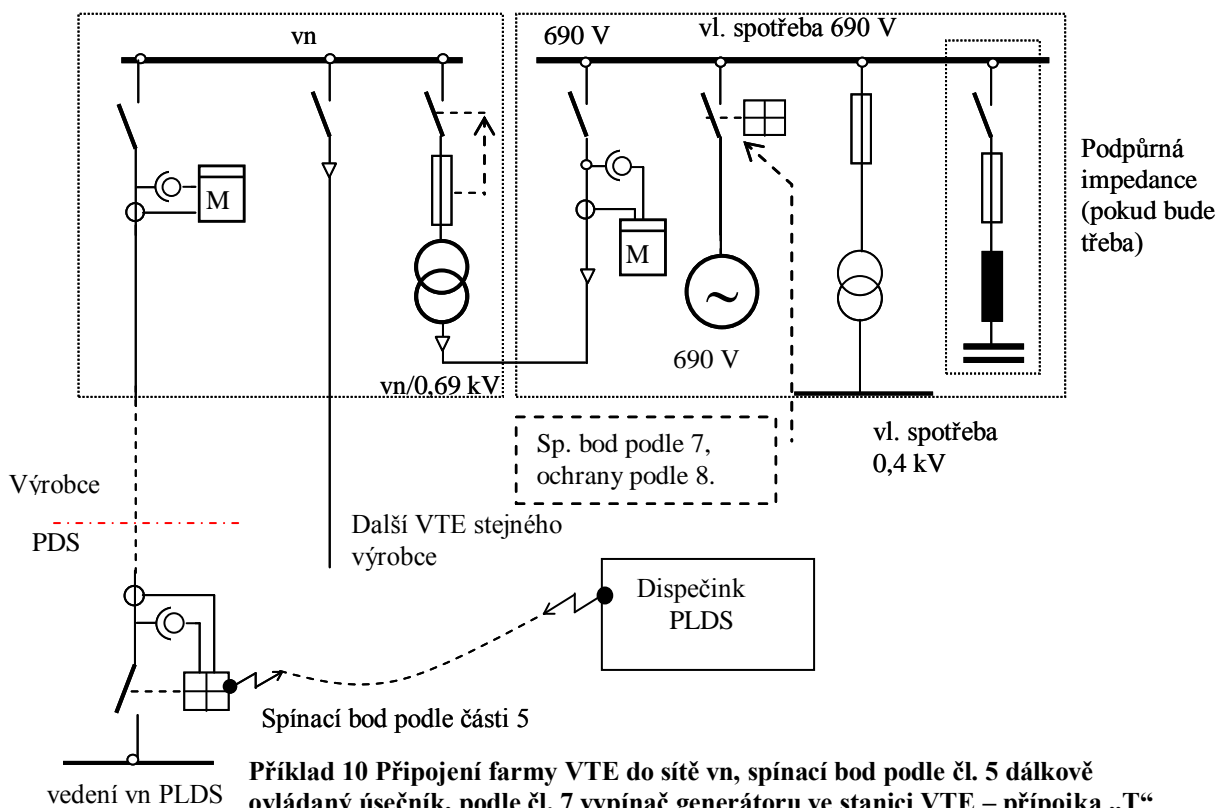 vn
690 V
vl. spotřeba 690 V
M
M
Podpůrná
impedance
(pokud bude
třeba)
~
690 V
vn/0,69 kV
vl. spotřeba
0,4 kV
Sp. bod podle 7,
ochrany podle 8.
Výrobce
PDS
Další VTE stejného
výrobce
Dispečink
PLDS
Spínací bod podle části 5
vedení vn PLDS
Příklad 10 Připojení farmy VTE do sítě vn, spínací bod podle čl. 5 dálkově
ovládaný úsečník, podle čl. 7 vypínač generátoru ve stanici VTE – přípojka „T“